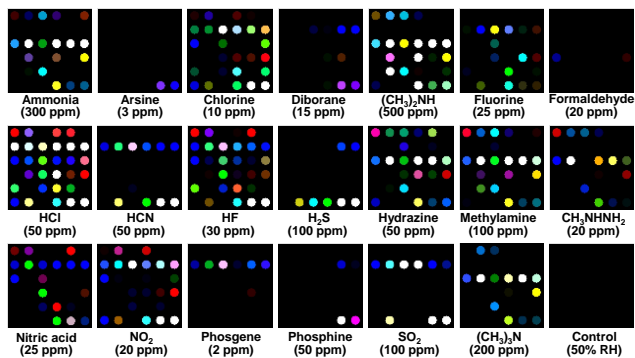 Ammonia Arsine Chlorine Diborane (CH₃)₂NH Fluorine Formaldehyde
(300 ppm) (3 ppm) (10 ppm) (15 ppm) (500 ppm) (25 ppm) (20 ppm)
HCl HCN HF H₂S Hydrazine Methylamine CH₃NHNH₂
(50 ppm) (50 ppm) (30 ppm) (100 ppm) (50 ppm) (100 ppm) (20 ppm)
Nitric acid NO₂ Phosgene Phosphine SO₂ (CH₃)₃N Control
(25 ppm) (20 ppm) (2 ppm) (50 ppm) (100 ppm) (200 ppm) (50% RH)